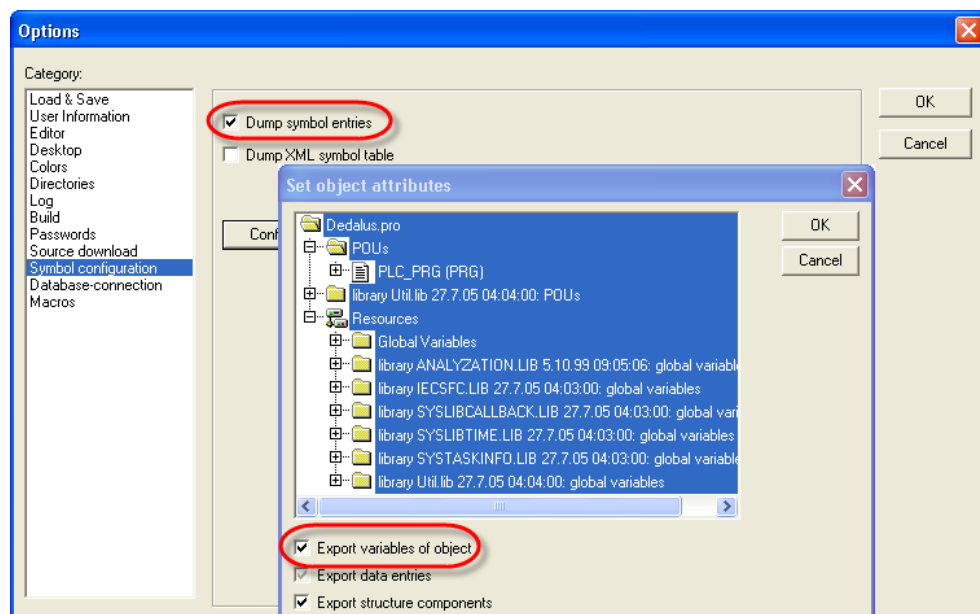 Options
Category:
Load & Save
User Information
Editor
Desktop
Colors
Directories
Log
Build
Passwords
Source download
Symbol configuration
Database-connection
Macros
Dump symbol entries
Dump XML symbol table
Conf
OK
Cancel
Set object attributes
Dedalus.pro
POUs
PLC_PRG (PRG)
library Util.lib 27.7.05 04:04:00: POUs
Resources
Global Variables
library ANALYZATION.LIB 5.10.99 09:05:06: global variabl
library IECSFC.LIB 27.7.05 04:03:00: global variables
library SYSLIBCALLBACK.LIB 27.7.05 04:03:00: global vari
library SYSLIBTIME.LIB 27.7.05 04:03:00: global variables
library SYSTASKINFO.LIB 27.7.05 04:03:00: global variable
library Util.lib 27.7.05 04:04:00: global variables
OK
Cancel
Export variables of object
Export data entries
Export structure components